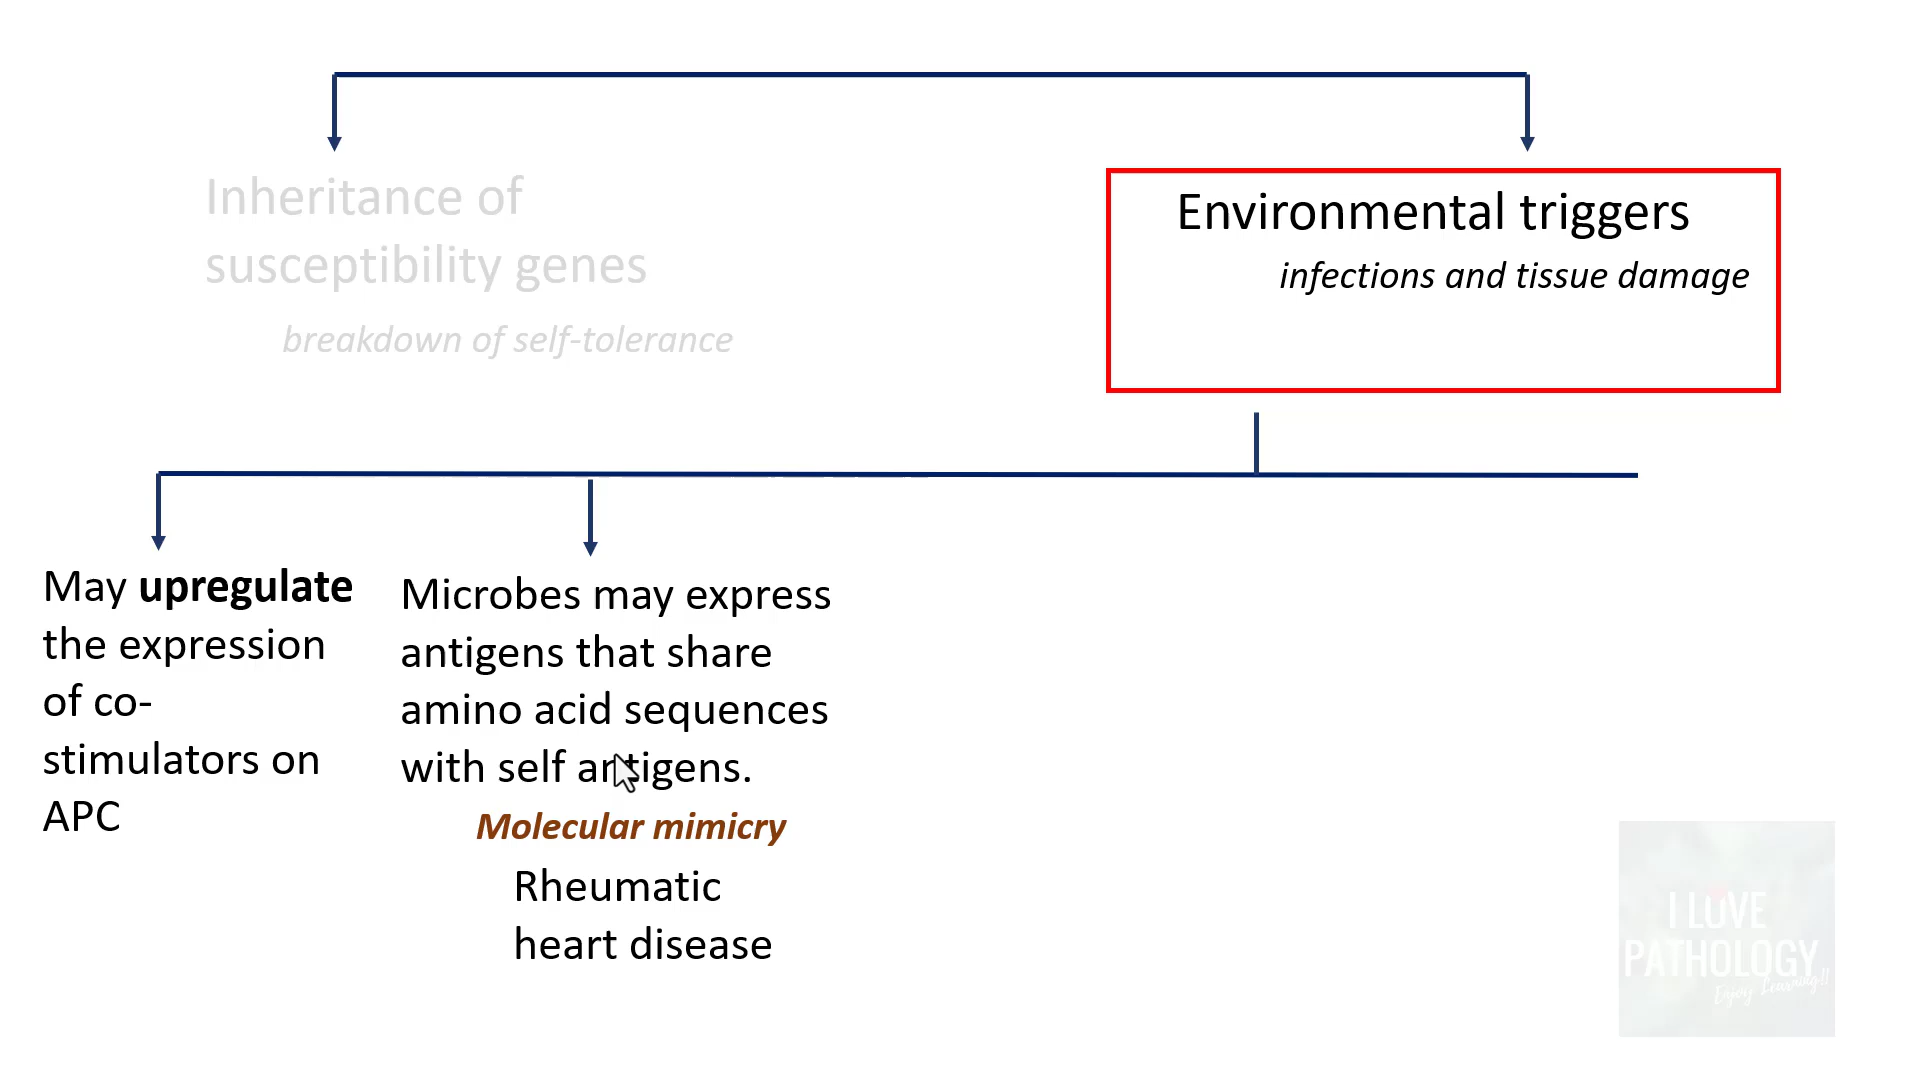 Inheritance of
susceptibility genes
breakdown of self-tolerance
Environmental triggers
infections and tissue damage
May upregulate
the expression
of co-
stimulators on
APC
Microbes may express
antigens that share
amino acid sequences
with self antigens.
Molecular mimicry
Rheumatic
heart disease
I LOVE
PATHOLOGY
Enjoy Learning!!